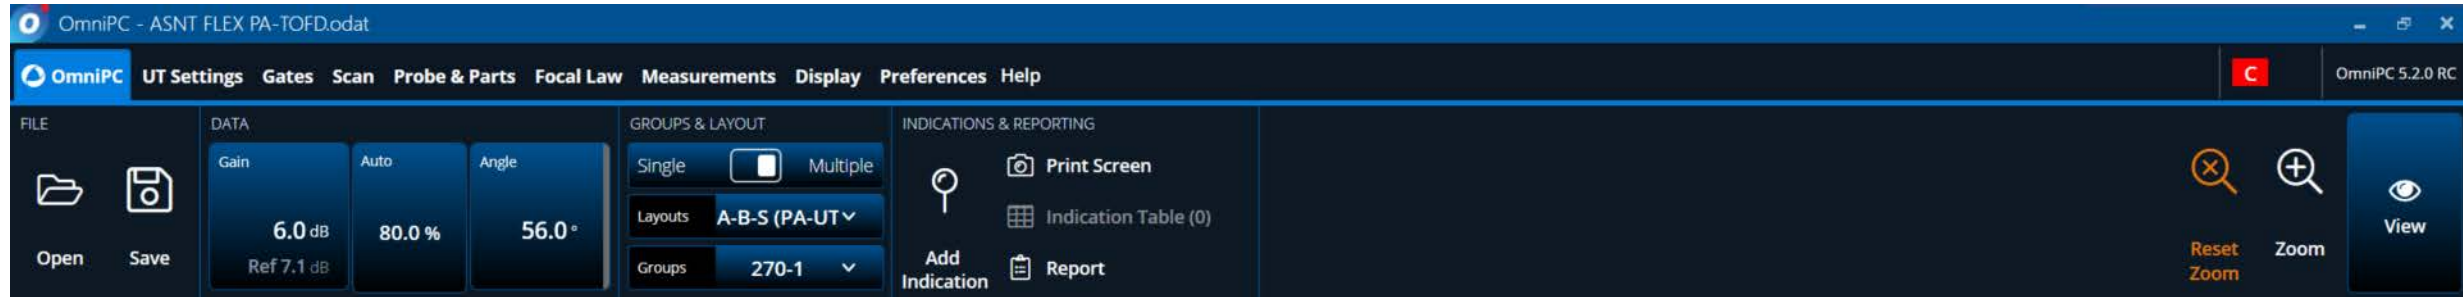 OmniPC - ASNT FLEX PA-TOFD.odat
OmniPC UT Settings Gates Scan Probe & Parts Focal Law Measurements Display Preferences Help C OmniPC 5.2.0 RC
FILE
Open
Save
DATA
Gain
6.0 dB
Ref 7.1 dB
Auto
80.0 %
Angle
56.0 °
GROUPS & LAYOUT
Single Multiple
Layouts A-B-S (PA-UT
Groups 270-1
INDICATIONS & REPORTING
Add
Indication
Print Screen
Indication Table (0)
Report
Reset
Zoom
Zoom
View